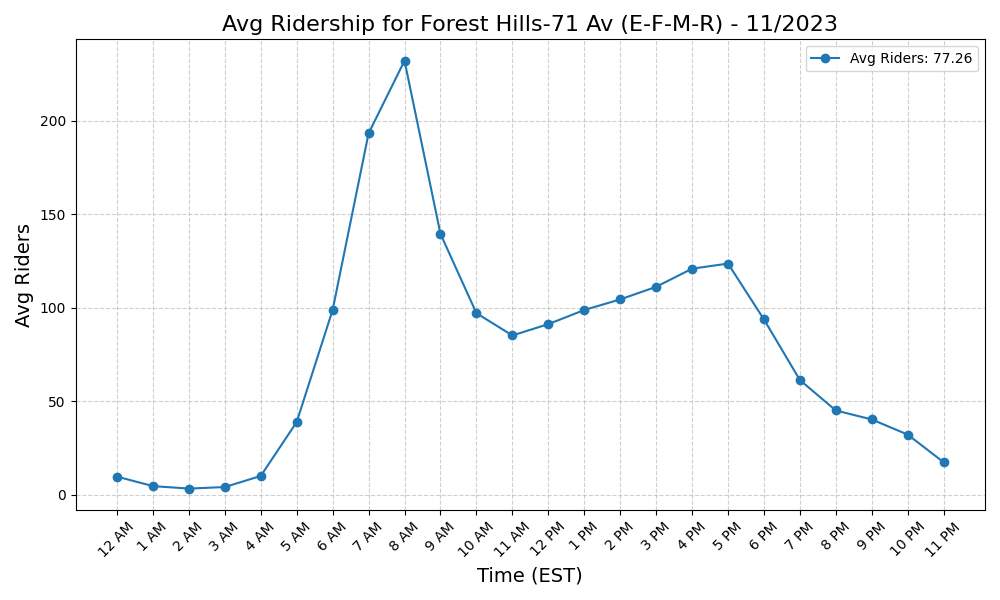 Avg Ridership for Forest Hills-71 Av (E-F-M-R) - 11/2023
Avg Riders: 77.26
Avg Riders
200
150
100
50
0
12 AM
1 AM
2 AM
3 AM
4 AM
5 AM
6 AM
7 AM
8 AM
9 AM
10 AM
11 AM
12 PM
1 PM
2 PM
3 PM
4 PM
5 PM
6 PM
7 PM
8 PM
9 PM
10 PM
11 PM
Time (EST)